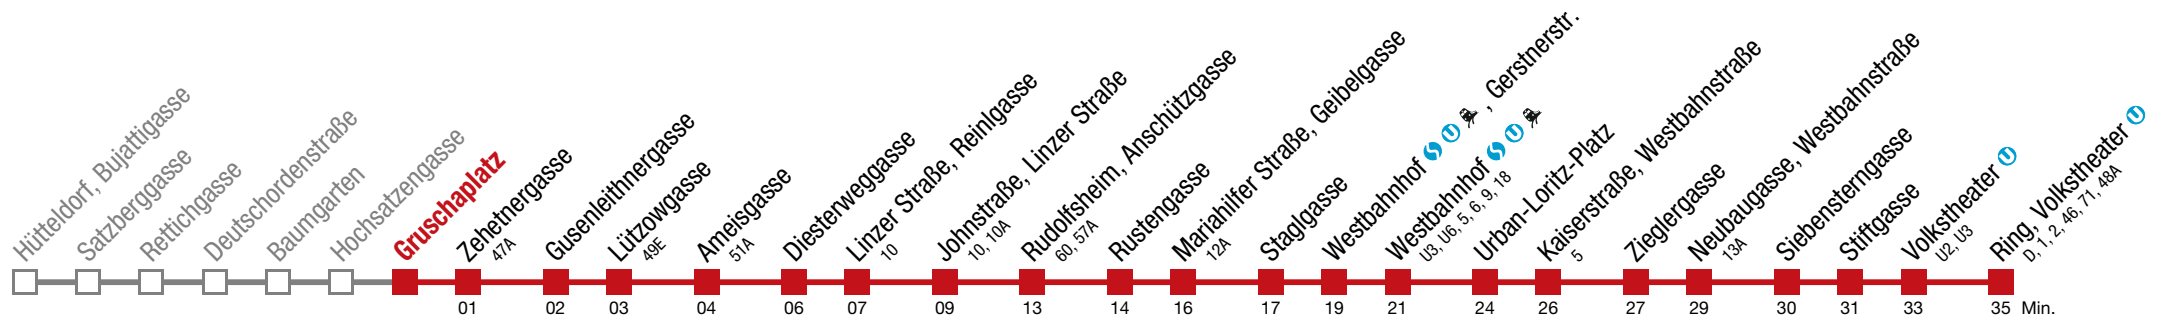 Hütteldorf, Bujattigasse
Satzberggasse
Rettichgasse
Deutschordenstraße
Baumgarten
Hochsatzengasse
Gruschaplatz
Zehetnergasse
47A
Gusenleithnergasse
Lützowgasse
49E
Ameisgasse
51A
Diesterweggasse
Linzer Straße, Reinlgasse
10
Johnstraße, Linzer Straße
10, 10A
Rudolfsheim, Anschützgasse
60, 57A
Rustengasse
Mariahilfer Straße, Geibelgasse
12A
Staglgasse
Westbahnhof S U , Gerstnerstr.
Westbahnhof S U
U3, U6, 5, 6, 9, 18
Urban-Loritz-Platz
Kaiserstraße, Westbahnstraße
5
Zieglergasse
Neubaugasse, Westbahnstraße
13A
Siebensterngasse
Stiftgasse
Volkstheater U
U2, U3
Ring, Volkstheater U
D, 1, 2, 46, 71, 48A
01 02 03 04 06 07 09 13 14 16 17 19 21 24 26 27 29 30 31 33 35 Min.